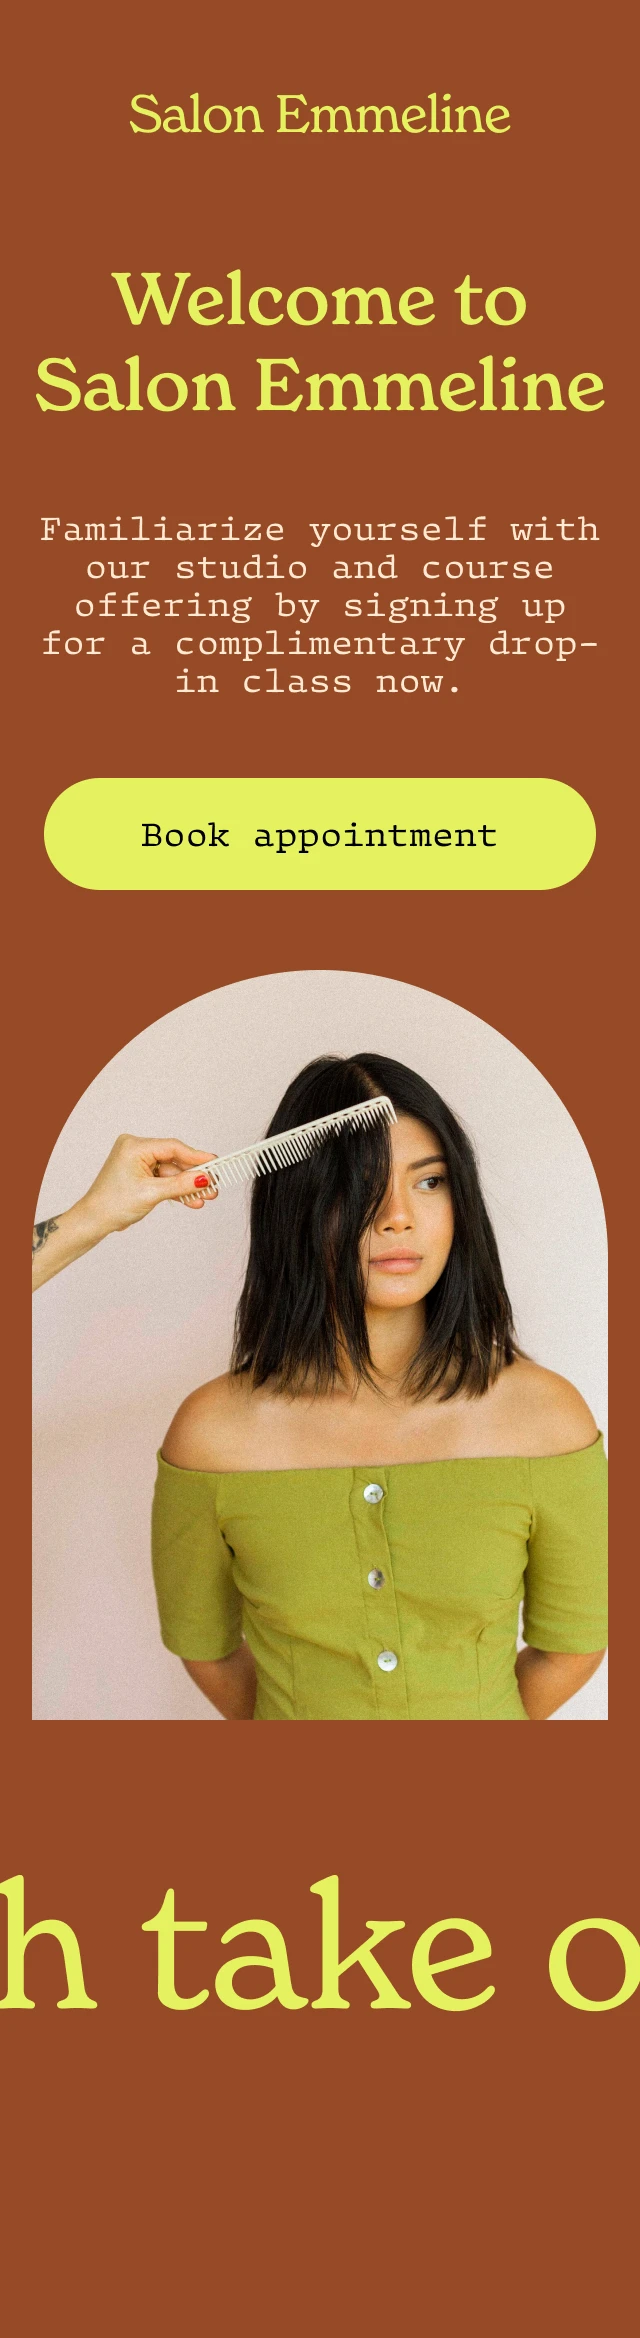 Salon Emmeline
Welcome to
Salon Emmeline
Familiarize yourself with
our studio and course
offering by signing up
for a complimentary drop-
in class now.
Book appointment
h take o